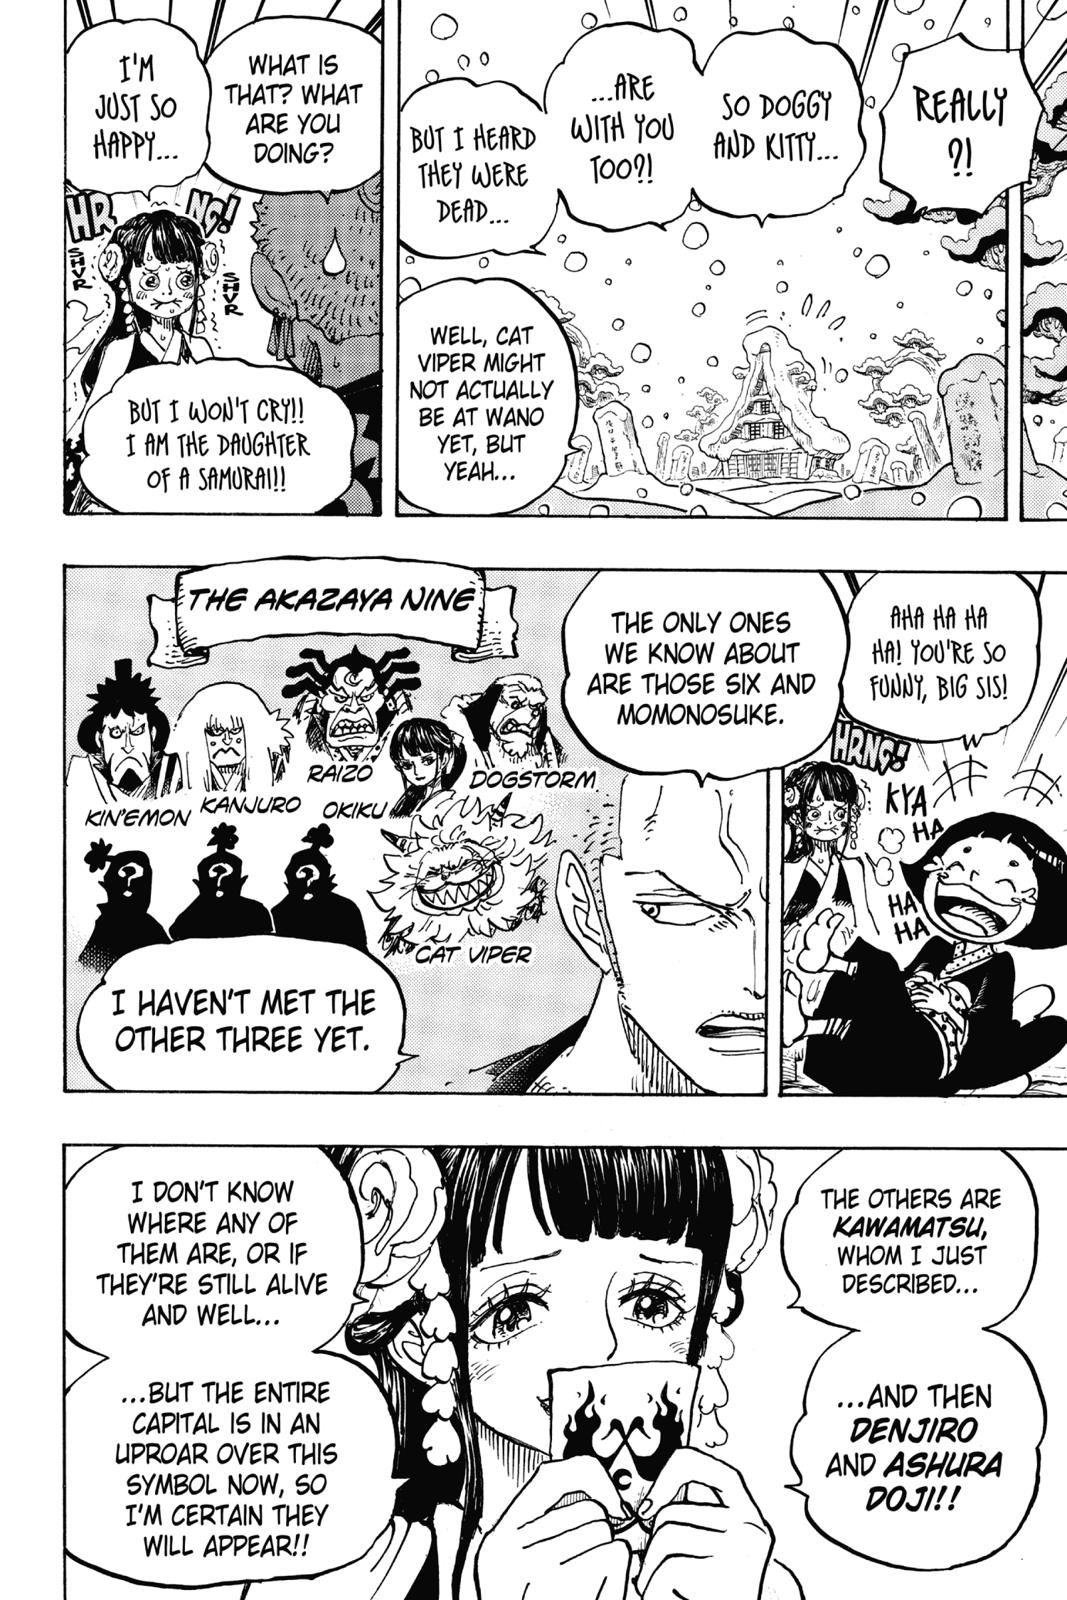 REALLY
?!
SO DOGGY
AND KITTY...
...ARE
WITH YOU
TOO?!
BUT I HEARD
THEY WERE
DEAD...
WELL, CAT
VIPER MIGHT
NOT ACTUALLY
BE AT WANO
YET, BUT
YEAH...
WHAT IS
THAT? WHAT
ARE YOU
DOING?
I'M
JUST SO
HAPPY...
HRNG!
SHVR
SHVR
BUT I WON'T CRY!!
I AM THE DAUGHTER
OF A SAMURAI!!
AHA HA HA
HA! YOU'RE SO
FUNNY, BIG SIS!
HRNG!
KYA
HA
HA
HA
THE ONLY ONES
WE KNOW ABOUT
ARE THOSE SIX AND
MOMONOSUKE.
THE AKAZAYA NINE
KIN'EMON
KANJURO
RAIZO
OKIKU
DOGSTORM
?
?
?
CAT VIPER
I HAVEN'T MET THE
OTHER THREE YET.
THE OTHERS ARE
KAWAMATSU,
WHOM I JUST
DESCRIBED...
...AND THEN
DENJIRO
AND ASHURA
DOJI!!
I DON'T KNOW
WHERE ANY OF
THEM ARE, OR IF
THEY'RE STILL ALIVE
AND WELL...
...BUT THE ENTIRE
CAPITAL IS IN AN
UPROAR OVER THIS
SYMBOL NOW, SO
I'M CERTAIN THEY
WILL APPEAR!!